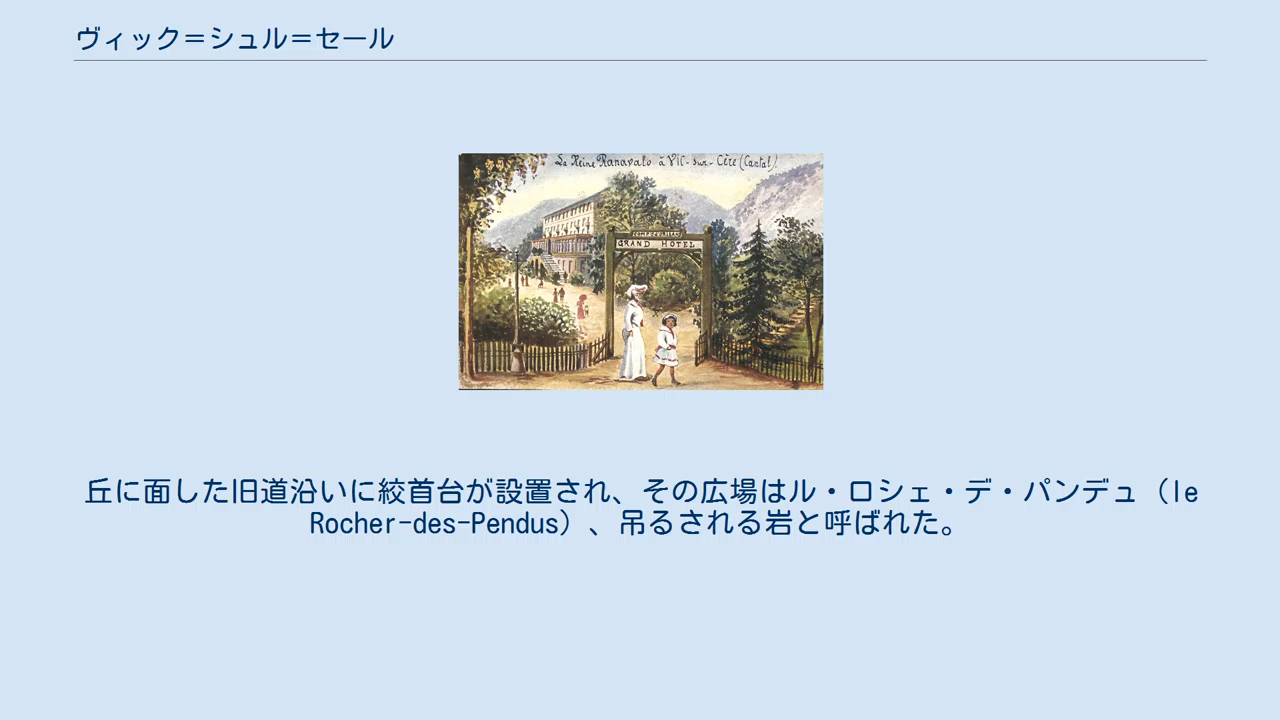 ヴィック＝シュル＝セール
La Reine Ranavalo à VIC-sur-Cère (Cantal).
GRAND HOTEL
丘に面した旧道沿いに絞首台が設置され、その広場はル・ロシェ・デ・パンデュ（le
Rocher-des-Pendus）、吊るされる岩と呼ばれた。